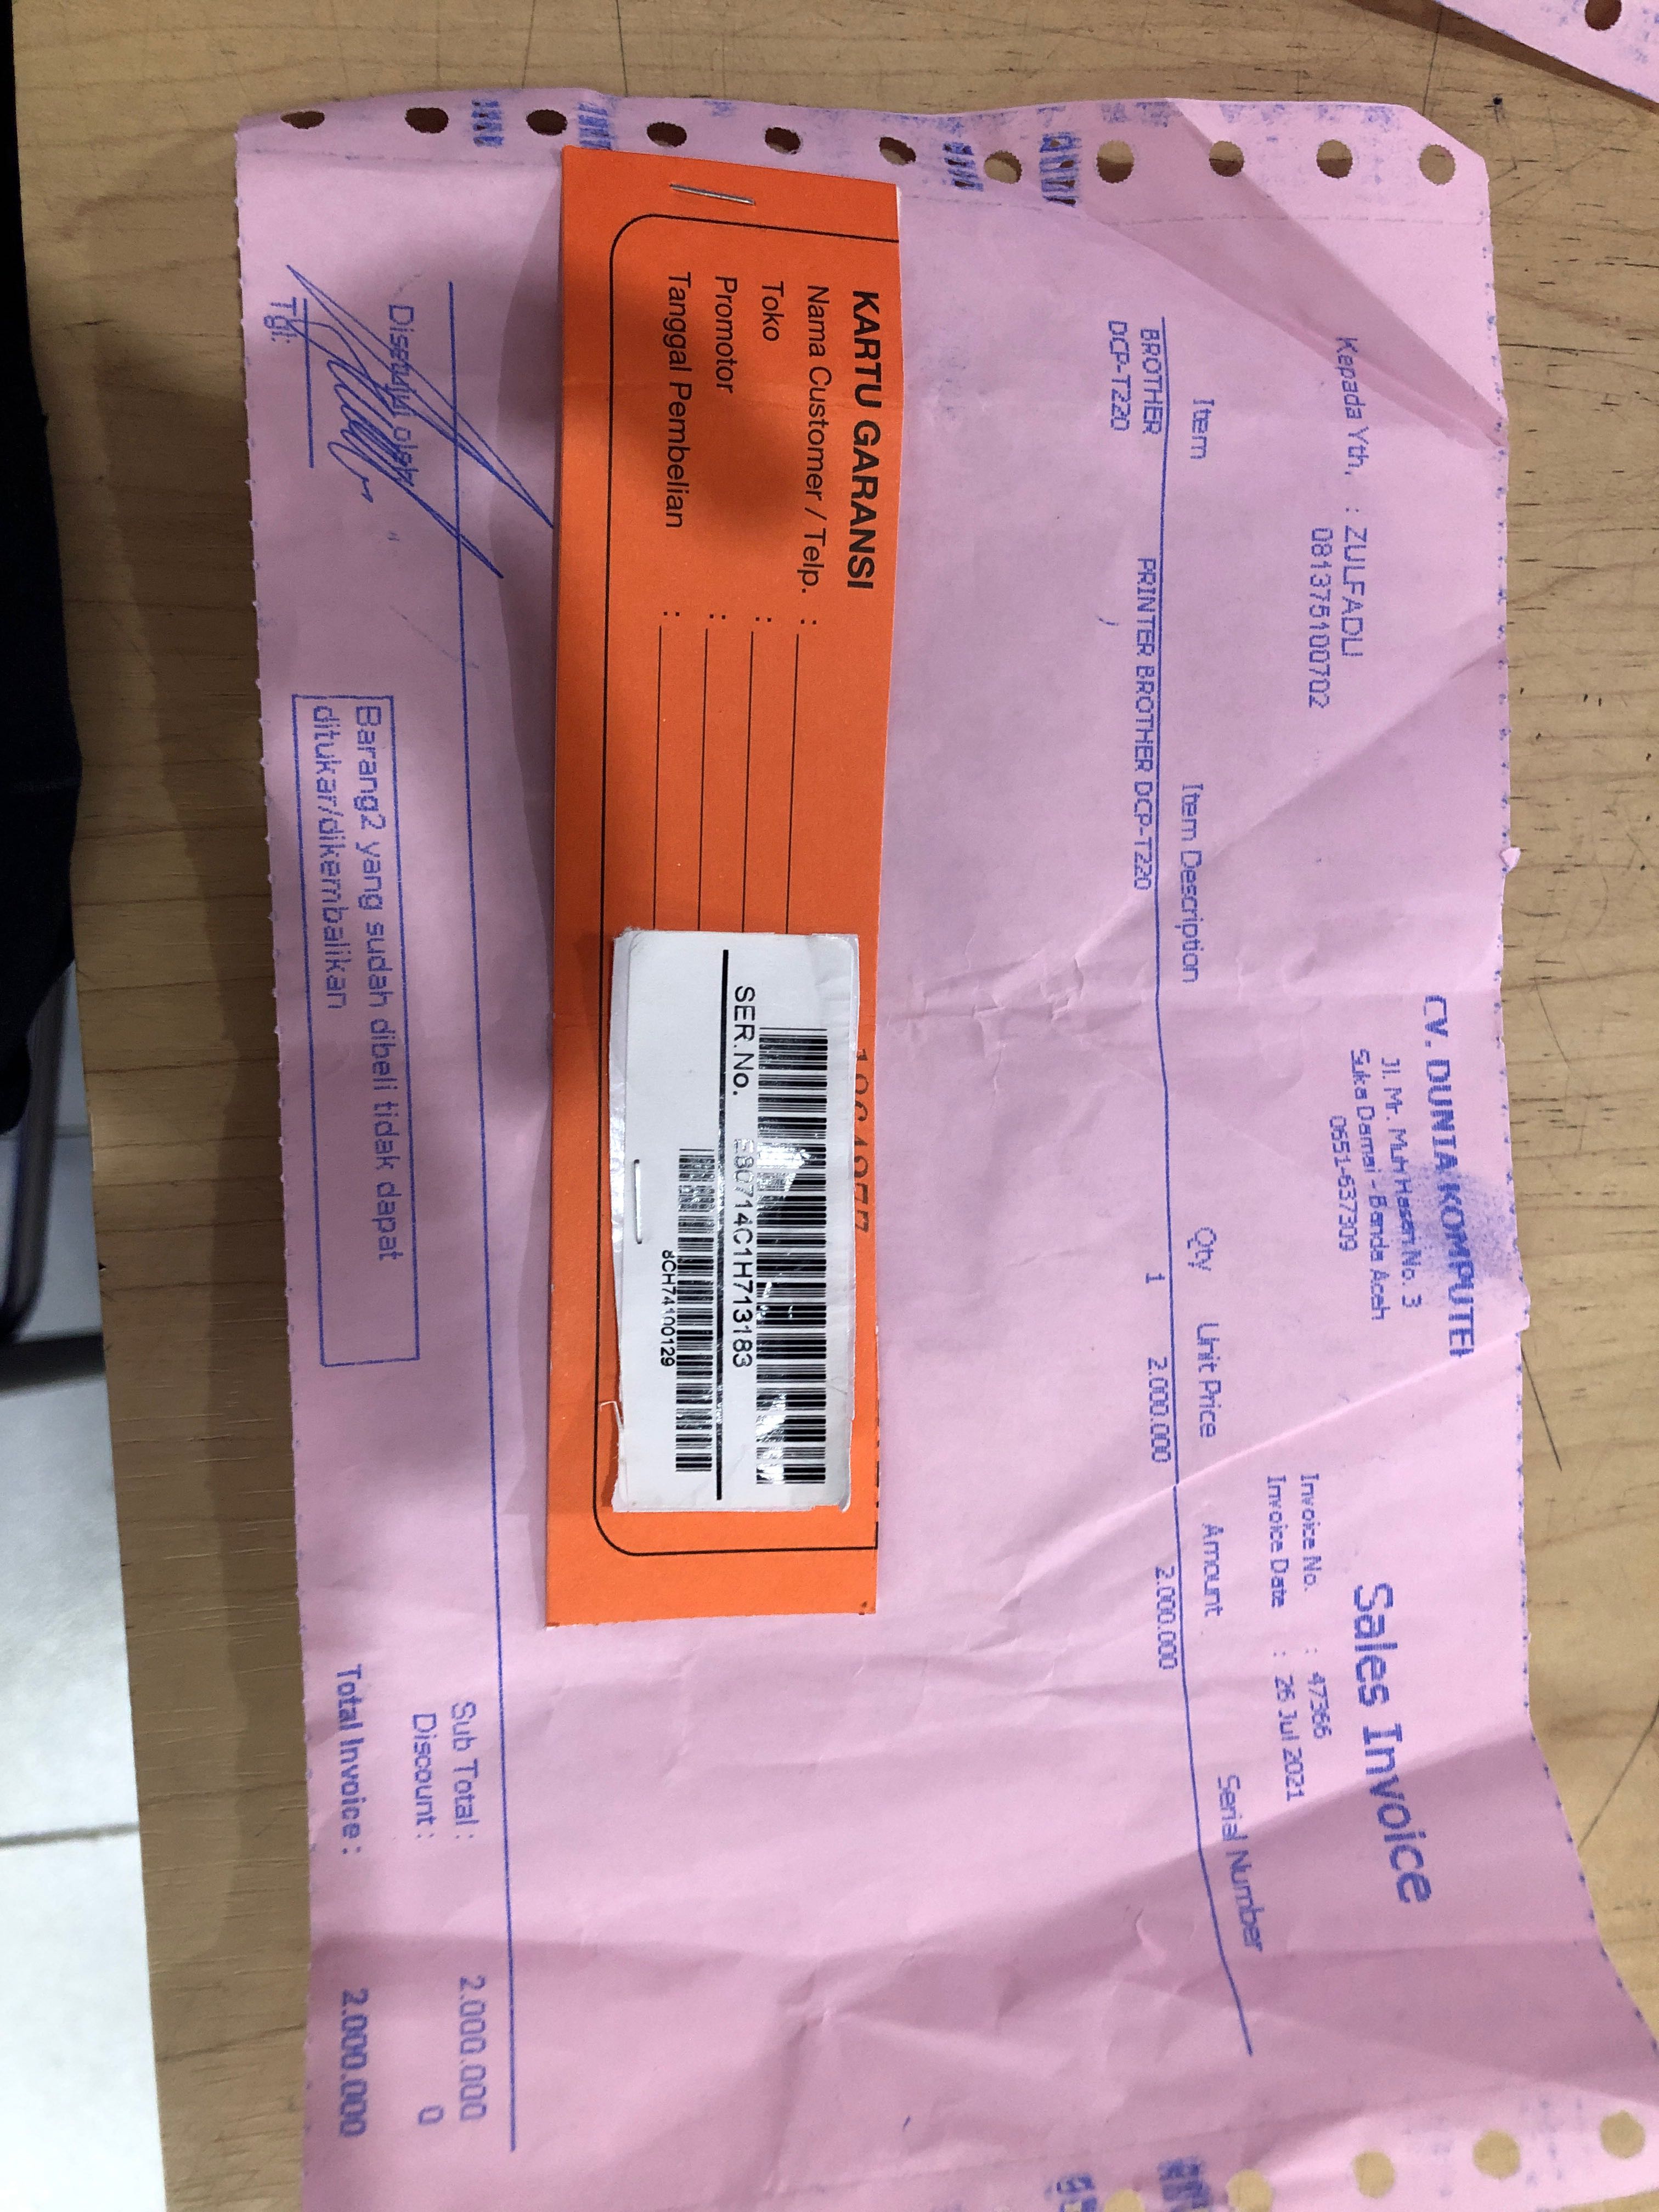 CV. DUNIA KOMPUTER
Jl. Mr. Muh Hasan No. 3
Suka Damai - Banda Aceh
0651-637309
Sales Invoice
Kepada Yth, : ZULFADLI
081375100702
Invoice No. : 47366
Invoice Date : 26 Jul 2021
Item Item Description Qty Unit Price Amount Serial Number
BROTHER PRINTER BROTHER DCP-T220 1 2.000.000 2.000.000
DCP-T220
KARTU GARANSI
Nama Customer / Telp. :
Toko :
Promotor :
Tanggal Pembelian :
SER.No. E80714C1H713183
8CH74100129
Disetujui oleh
Tgl:
Barang2 yang sudah dibeli tidak dapat
ditukar/dikembalikan
Sub Total : 2.000.000
Discount : 0
Total Invoice : 2.000.000